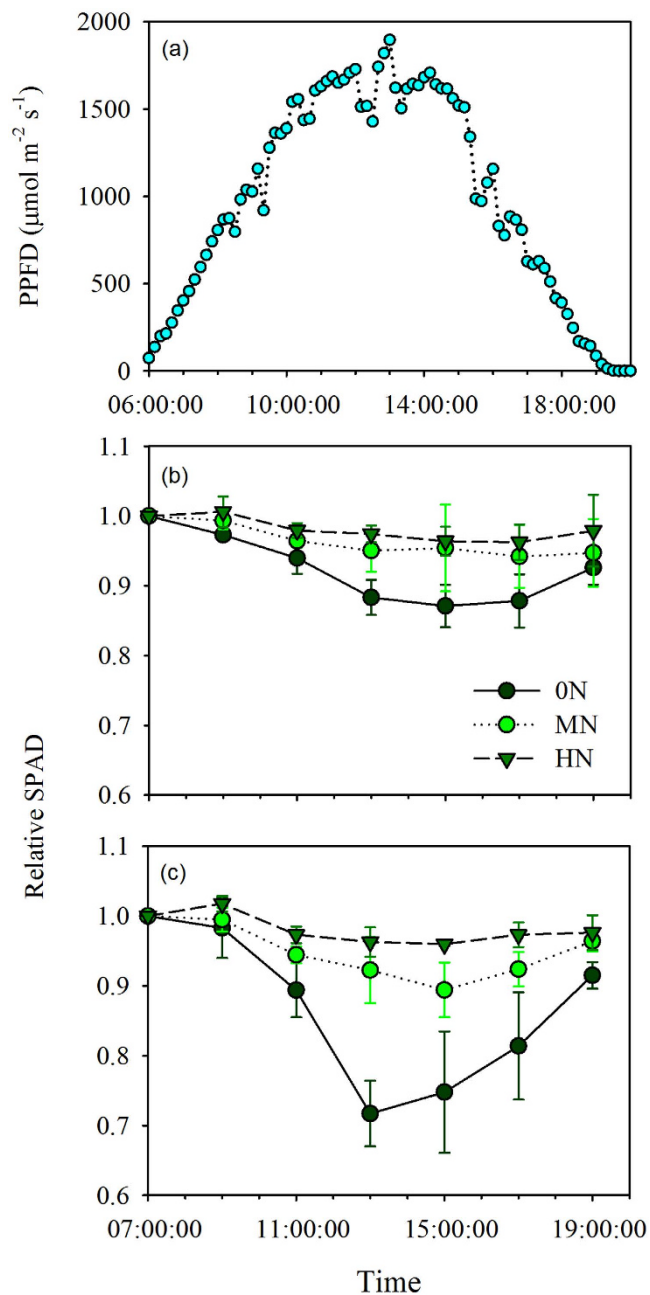 (a)
2000
1500
1000
500
0
PPFD (μmol m⁻² s⁻¹)
06:00:00 10:00:00 14:00:00 18:00:00
(b)
1.1
1.0
0.9
0.8
0.7
0.6
0N
MN
HN
Relative SPAD
(c)
1.1
1.0
0.9
0.8
0.7
0.6
07:00:00 11:00:00 15:00:00 19:00:00
Time